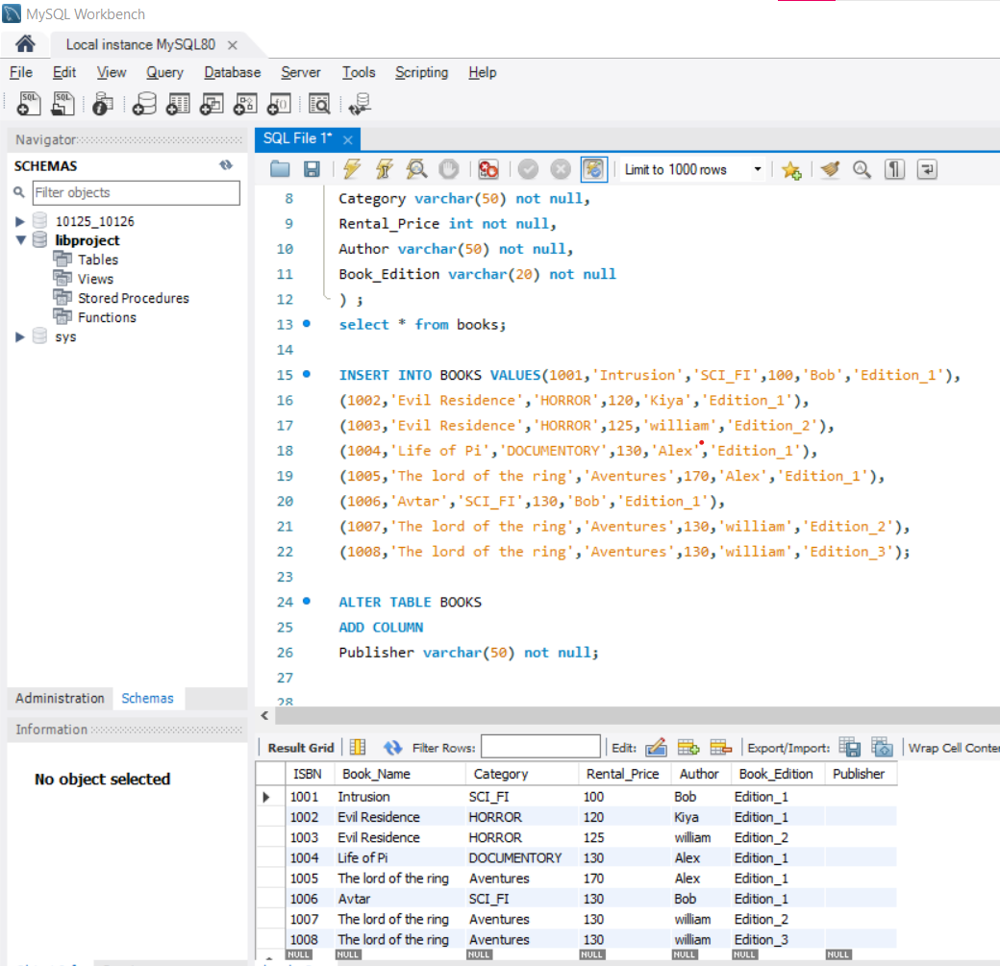 MySQL Workbench
Local instance MySQL80
File Edit View Query Database Server Tools Scripting Help
Navigator
SQL File 1*
SCHEMAS
Limit to 1000 rows
Filter objects
10125_10126
libproject
Tables
Views
Stored Procedures
Functions
sys
8 Category varchar(50) not null,
9 Rental_Price int not null,
10 Author varchar(50) not null,
11 Book_Edition varchar(20) not null
12 ) ;
13 select * from books;
14
15 INSERT INTO BOOKS VALUES(1001,'Intrusion','SCI_FI',100,'Bob','Edition_1'),
16 (1002,'Evil Residence','HORROR',120,'Kiya','Edition_1'),
17 (1003,'Evil Residence','HORROR',125,'william','Edition_2'),
18 (1004,'Life of Pi','DOCUMENTORY',130,'Alex','Edition_1'),
19 (1005,'The lord of the ring','Aventures',170,'Alex','Edition_1'),
20 (1006,'Avtar','SCI_FI',130,'Bob','Edition_1'),
21 (1007,'The lord of the ring','Aventures',130,'william','Edition_2'),
22 (1008,'The lord of the ring','Aventures',130,'william','Edition_3');
23
24 ALTER TABLE BOOKS
25 ADD COLUMN
26 Publisher varchar(50) not null;
27
28
Administration Schemas
Information
No object selected
Result Grid Filter Rows: Edit: Export/Import: Wrap Cell Conter
ISBN Book_Name Category Rental_Price Author Book_Edition Publisher
1001 Intrusion SCI_FI 100 Bob Edition_1
1002 Evil Residence HORROR 120 Kiya Edition_1
1003 Evil Residence HORROR 125 william Edition_2
1004 Life of Pi DOCUMENTORY 130 Alex Edition_1
1005 The lord of the ring Aventures 170 Alex Edition_1
1006 Avtar SCI_FI 130 Bob Edition_1
1007 The lord of the ring Aventures 130 william Edition_2
1008 The lord of the ring Aventures 130 william Edition_3
NULL NULL NULL NULL NULL NULL NULL